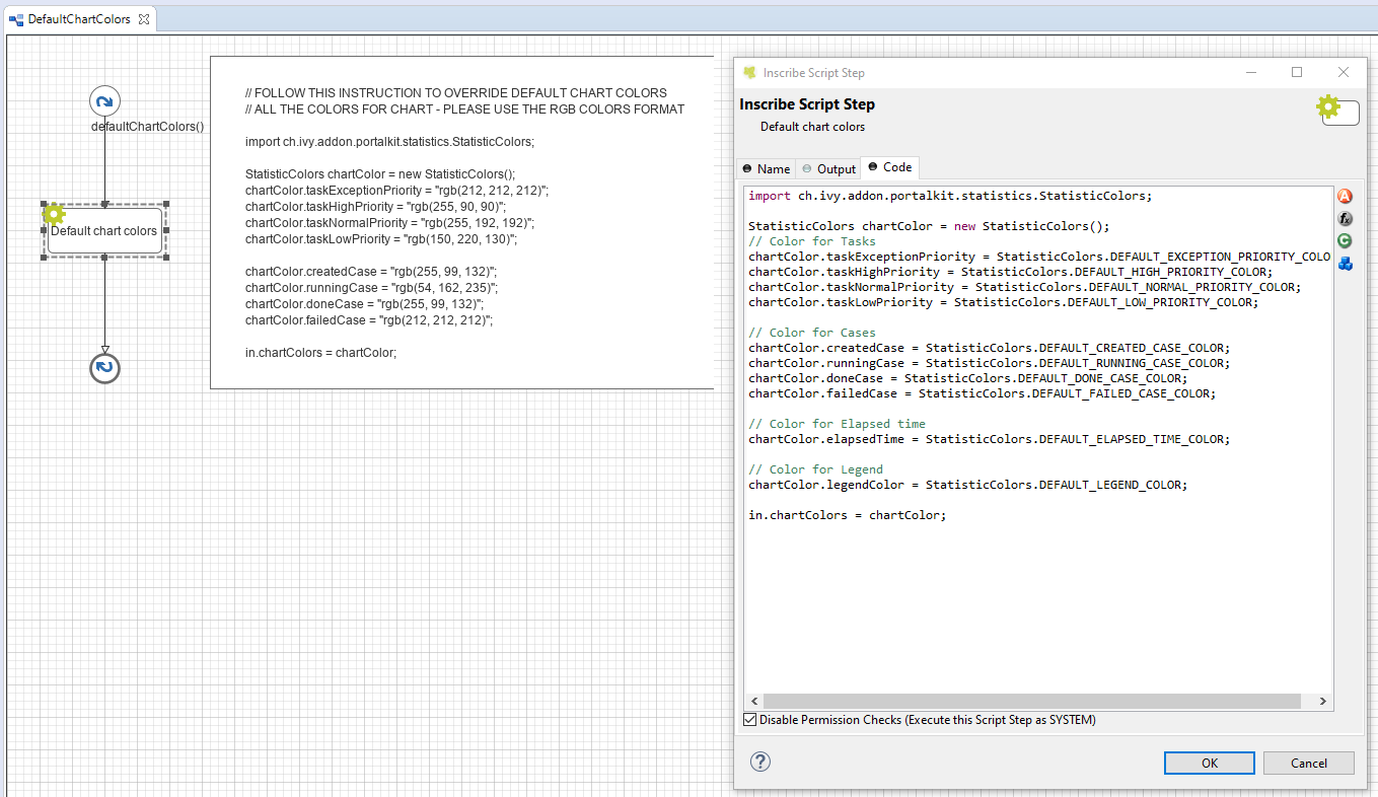 DefaultChartColors
defaultChartColors()
Default chart colors
// FOLLOW THIS INSTRUCTION TO OVERRIDE DEFAULT CHART COLORS
// ALL THE COLORS FOR CHART - PLEASE USE THE RGB COLORS FORMAT
import ch.ivy.addon.portalkit.statistics.StatisticColors;
StatisticColors chartColor = new StatisticColors();
chartColor.taskExceptionPriority = "rgb(212, 212, 212)";
chartColor.taskHighPriority = "rgb(255, 90, 90)";
chartColor.taskNormalPriority = "rgb(255, 192, 192)";
chartColor.taskLowPriority = "rgb(150, 220, 130)";
chartColor.createdCase = "rgb(255, 99, 132)";
chartColor.runningCase = "rgb(54, 162, 235)";
chartColor.doneCase = "rgb(255, 99, 132)";
chartColor.failedCase = "rgb(212, 212, 212)";
in.chartColors = chartColor;
Inscribe Script Step
Inscribe Script Step
Default chart colors
Name Output Code
import ch.ivy.addon.portalkit.statistics.StatisticColors;
StatisticColors chartColor = new StatisticColors();
// Color for Tasks
chartColor.taskExceptionPriority = StatisticColors.DEFAULT_EXCEPTION_PRIORITY_COLO
chartColor.taskHighPriority = StatisticColors.DEFAULT_HIGH_PRIORITY_COLOR;
chartColor.taskNormalPriority = StatisticColors.DEFAULT_NORMAL_PRIORITY_COLOR;
chartColor.taskLowPriority = StatisticColors.DEFAULT_LOW_PRIORITY_COLOR;
// Color for Cases
chartColor.createdCase = StatisticColors.DEFAULT_CREATED_CASE_COLOR;
chartColor.runningCase = StatisticColors.DEFAULT_RUNNING_CASE_COLOR;
chartColor.doneCase = StatisticColors.DEFAULT_DONE_CASE_COLOR;
chartColor.failedCase = StatisticColors.DEFAULT_FAILED_CASE_COLOR;
// Color for Elapsed time
chartColor.elapsedTime = StatisticColors.DEFAULT_ELAPSED_TIME_COLOR;
// Color for Legend
chartColor.legendColor = StatisticColors.DEFAULT_LEGEND_COLOR;
in.chartColors = chartColor;
A
fx
C
Disable Permission Checks (Execute this Script Step as SYSTEM)
?
OK
Cancel